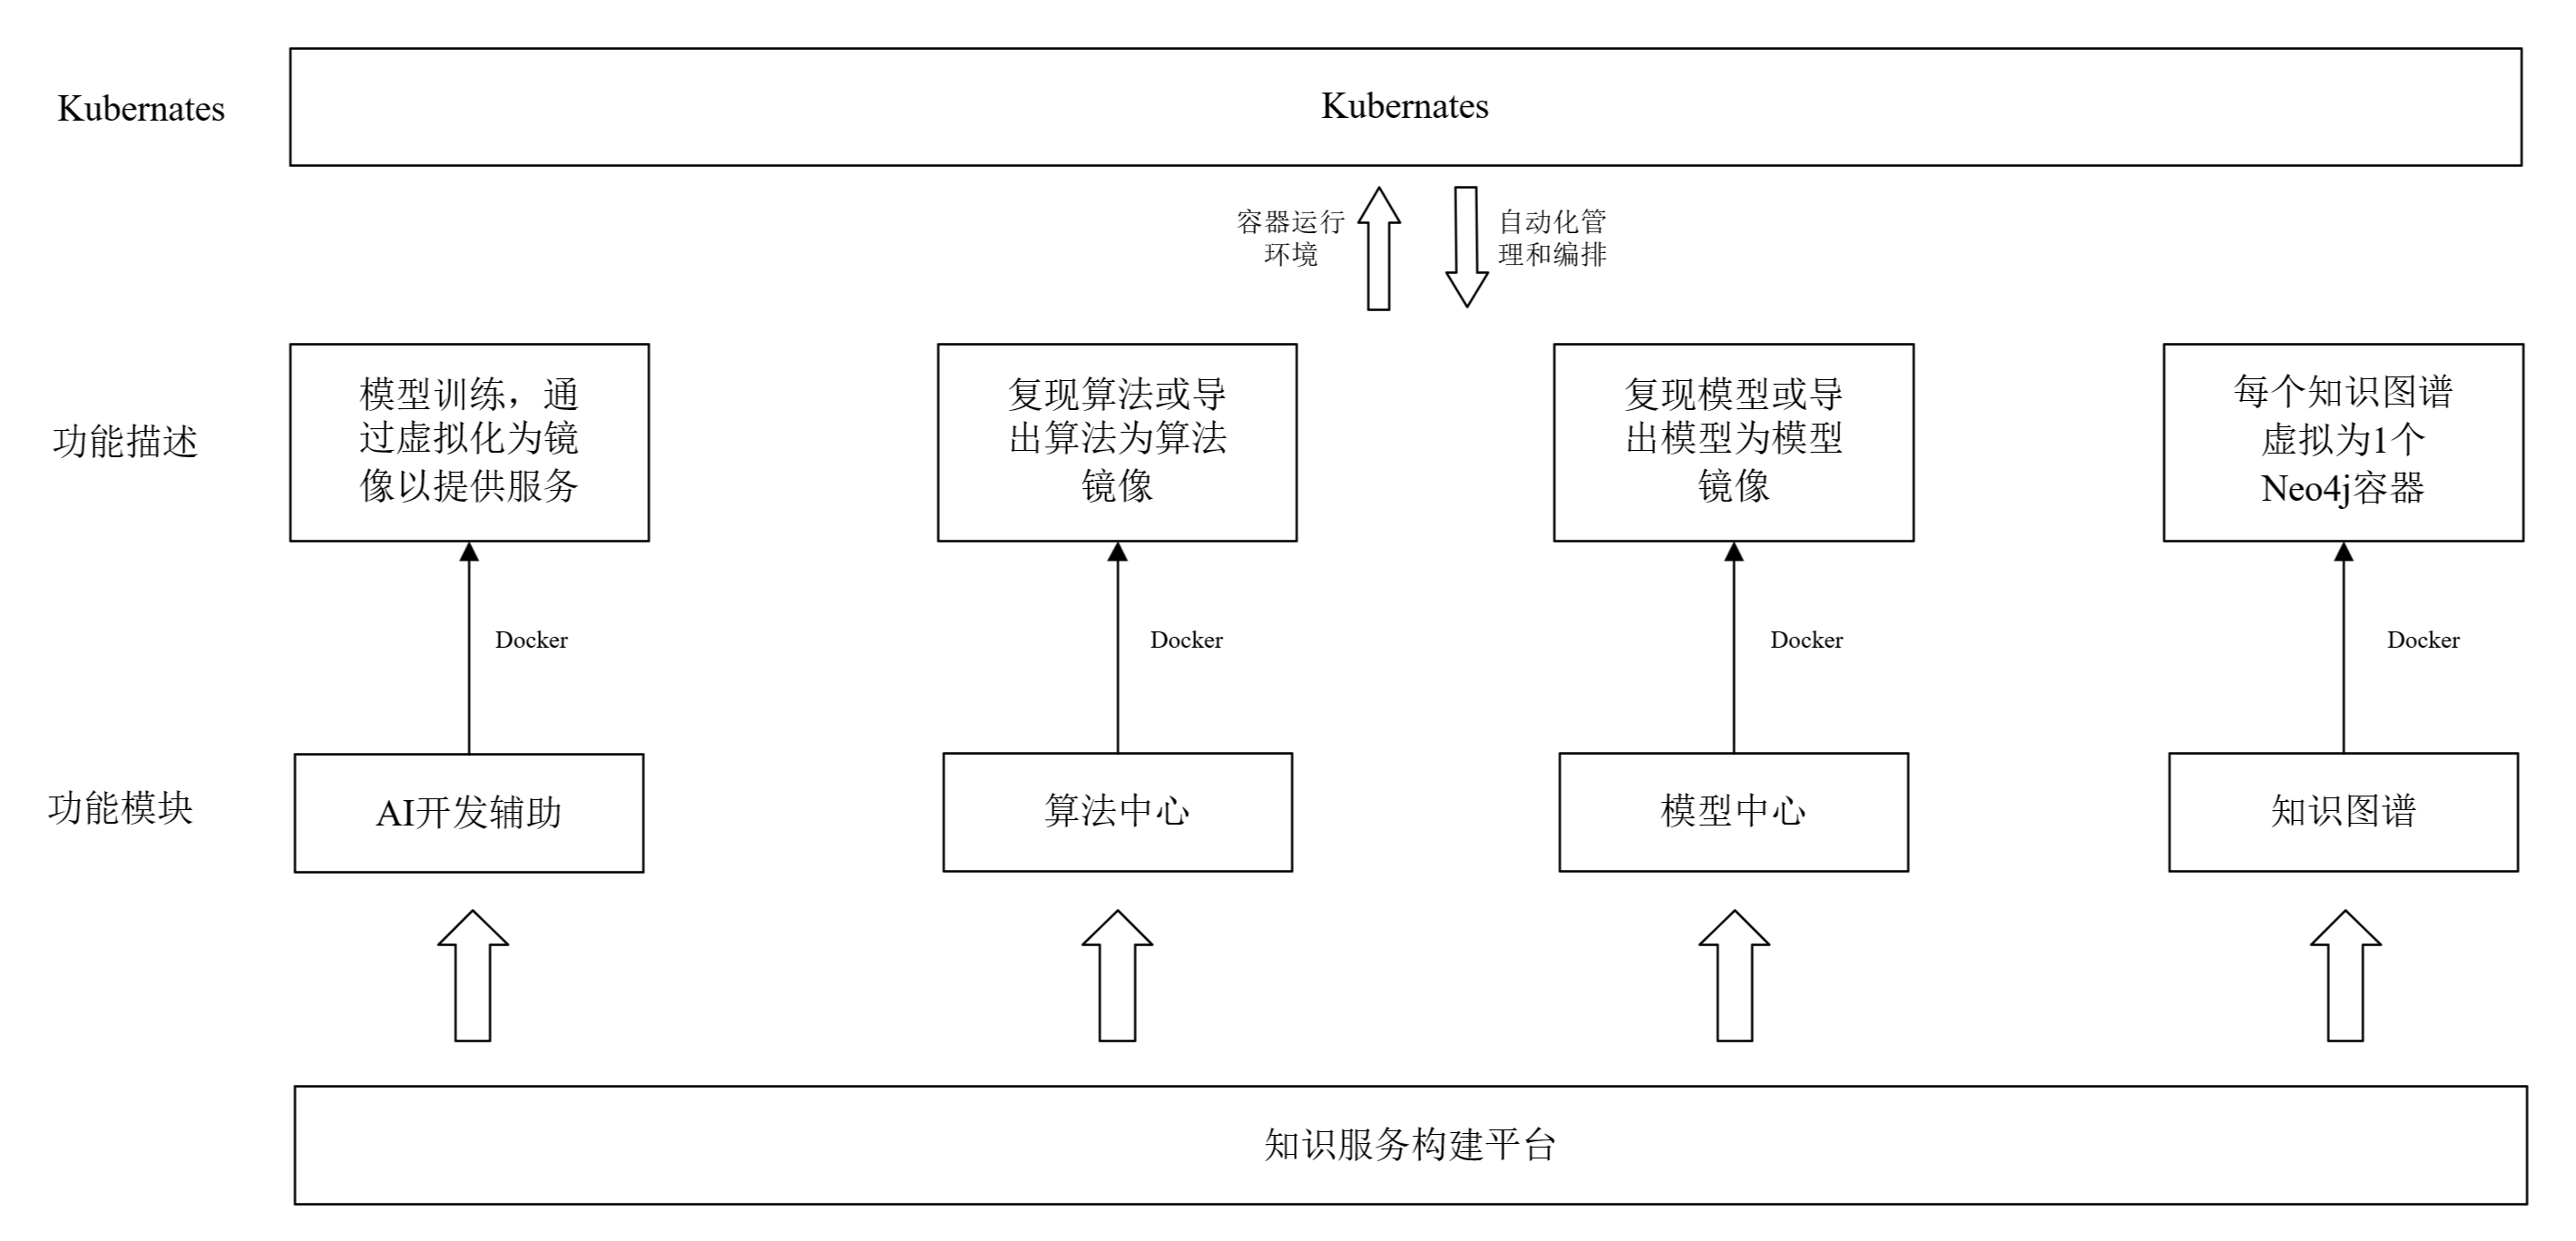 Kubernates
Kubernates
容器运行
环境
自动化管
理和编排
功能描述
模型训练，通
过虚拟化为镜
像以提供服务
复现算法或导
出算法为算法
镜像
复现模型或导
出模型为模型
镜像
每个知识图谱
虚拟为1个
Neo4j容器
Docker
Docker
Docker
Docker
功能模块
AI开发辅助
算法中心
模型中心
知识图谱
知识服务构建平台